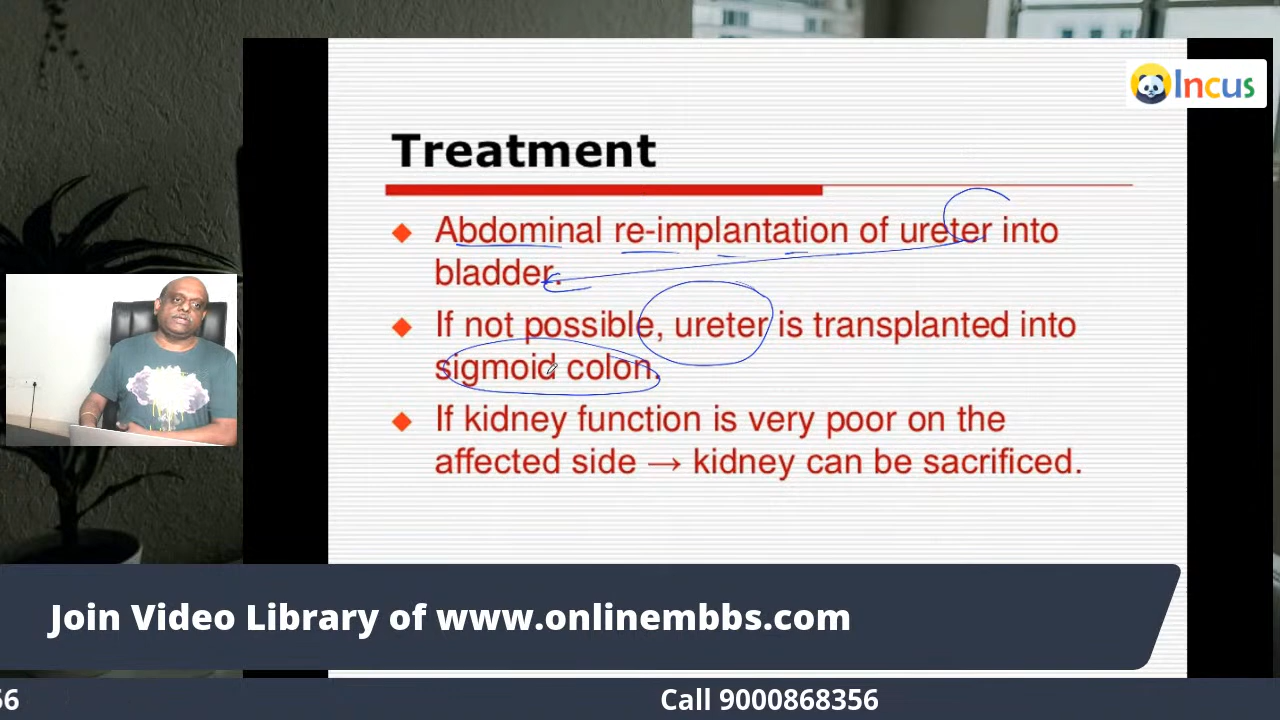 Incus
Treatment
Abdominal re-implantation of ureter into
bladder.
If not possible, ureter is transplanted into
sigmoid colon.
If kidney function is very poor on the
affected side → kidney can be sacrificed.
Join Video Library of www.onlinembbs.com
56
Call 9000868356